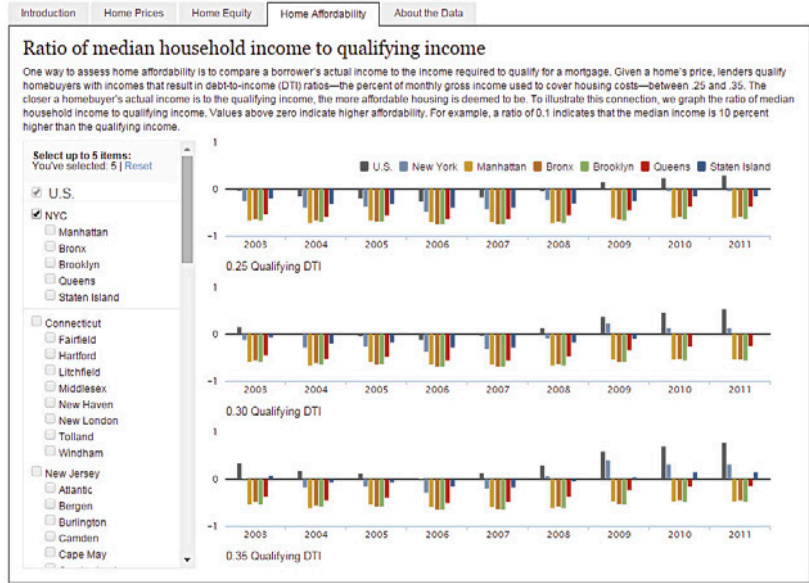 Introduction
Home Prices
Home Equity
Home Affordability
About the Data
Ratio of median household income to qualifying income
One way to assess home affordability is to compare a borrower's actual income to the income required to qualify for a mortgage. Given a home's price, lenders qualify
homebuyers with incomes that result in debt-to-income (DTI) ratios—the percent of monthly gross income used to cover housing costs—between .25 and .35. The
closer a homebuyer's actual income is to the qualifying income, the more affordable housing is deemed to be. To illustrate this connection, we graph the ratio of median
household income to qualifying income. Values above zero indicate higher affordability. For example, a ratio of 0.1 indicates that the median income is 10 percent
higher than the qualifying income.
Select up to 5 items:
You've selected: 5 | Reset
U.S.
NYC
Manhattan
Bronx
Brooklyn
Queens
Staten Island
Connecticut
Fairfield
Hartford
Litchfield
Middlesex
New Haven
New London
Tolland
Windham
New Jersey
Atlantic
Bergen
Burlington
Camden
Cape May
1
U.S. New York Manhattan Bronx Brooklyn Queens Staten Island
0
-1
2003 2004 2005 2006 2007 2008 2009 2010 2011
0.25 Qualifying DTI
1
0
-1
2003 2004 2005 2006 2007 2008 2009 2010 2011
0.30 Qualifying DTI
1
0
-1
2003 2004 2005 2006 2007 2008 2009 2010 2011
0.35 Qualifying DTI